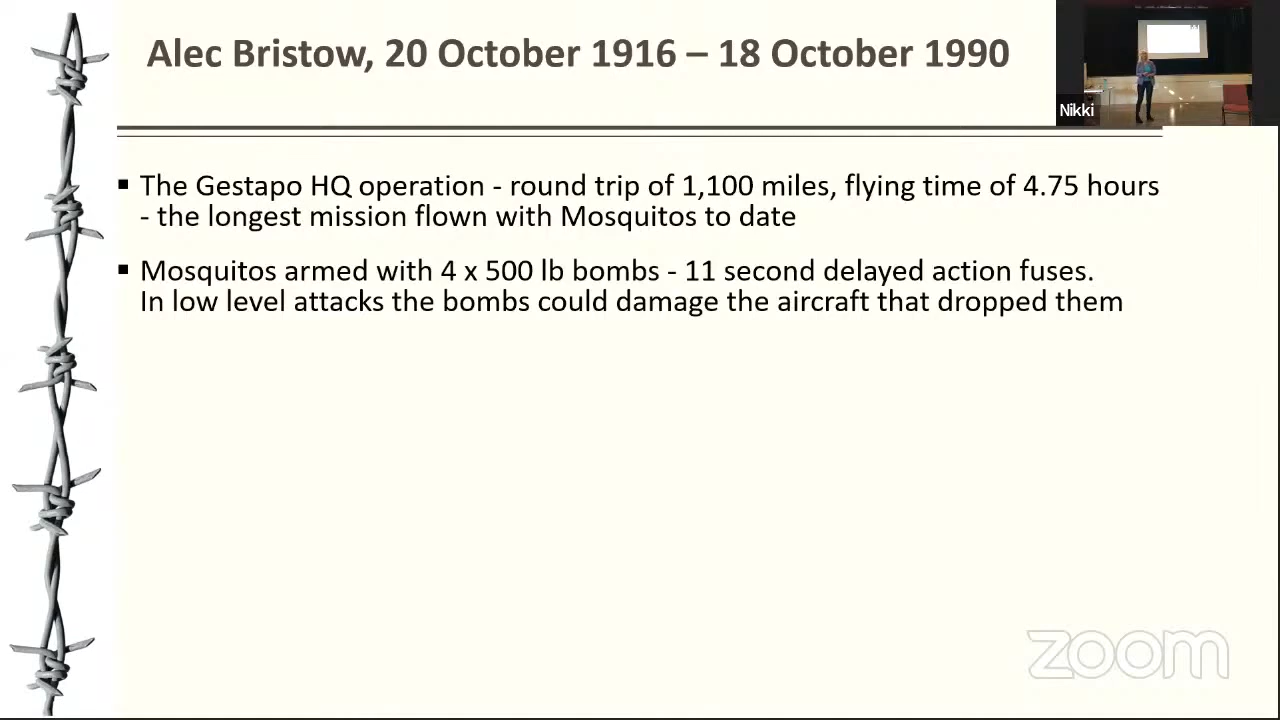 Alec Bristow, 20 October 1916 – 18 October 1990
Nikki
▪ The Gestapo HQ operation - round trip of 1,100 miles, flying time of 4.75 hours
- the longest mission flown with Mosquitos to date
▪ Mosquitos armed with 4 x 500 lb bombs - 11 second delayed action fuses.
In low level attacks the bombs could damage the aircraft that dropped them
zoom